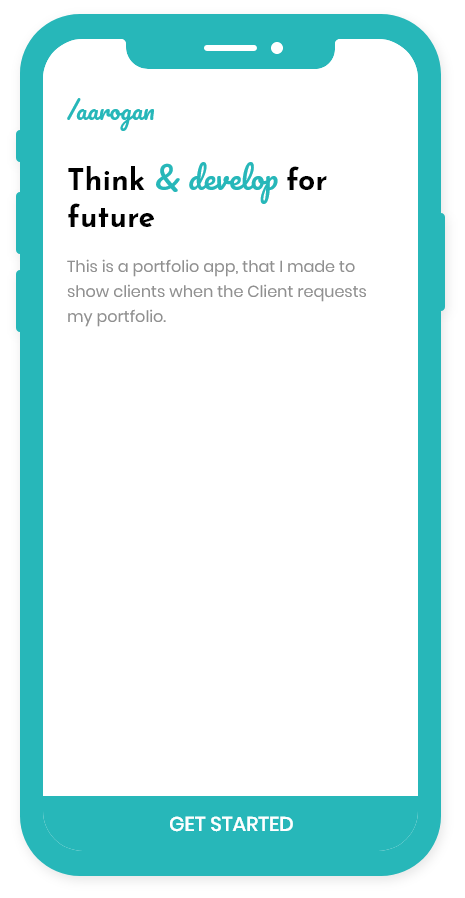 /aarogan
Think & develop for
future
This is a portfolio app, that I made to
show clients when the Client requests
my portfolio.
GET STARTED